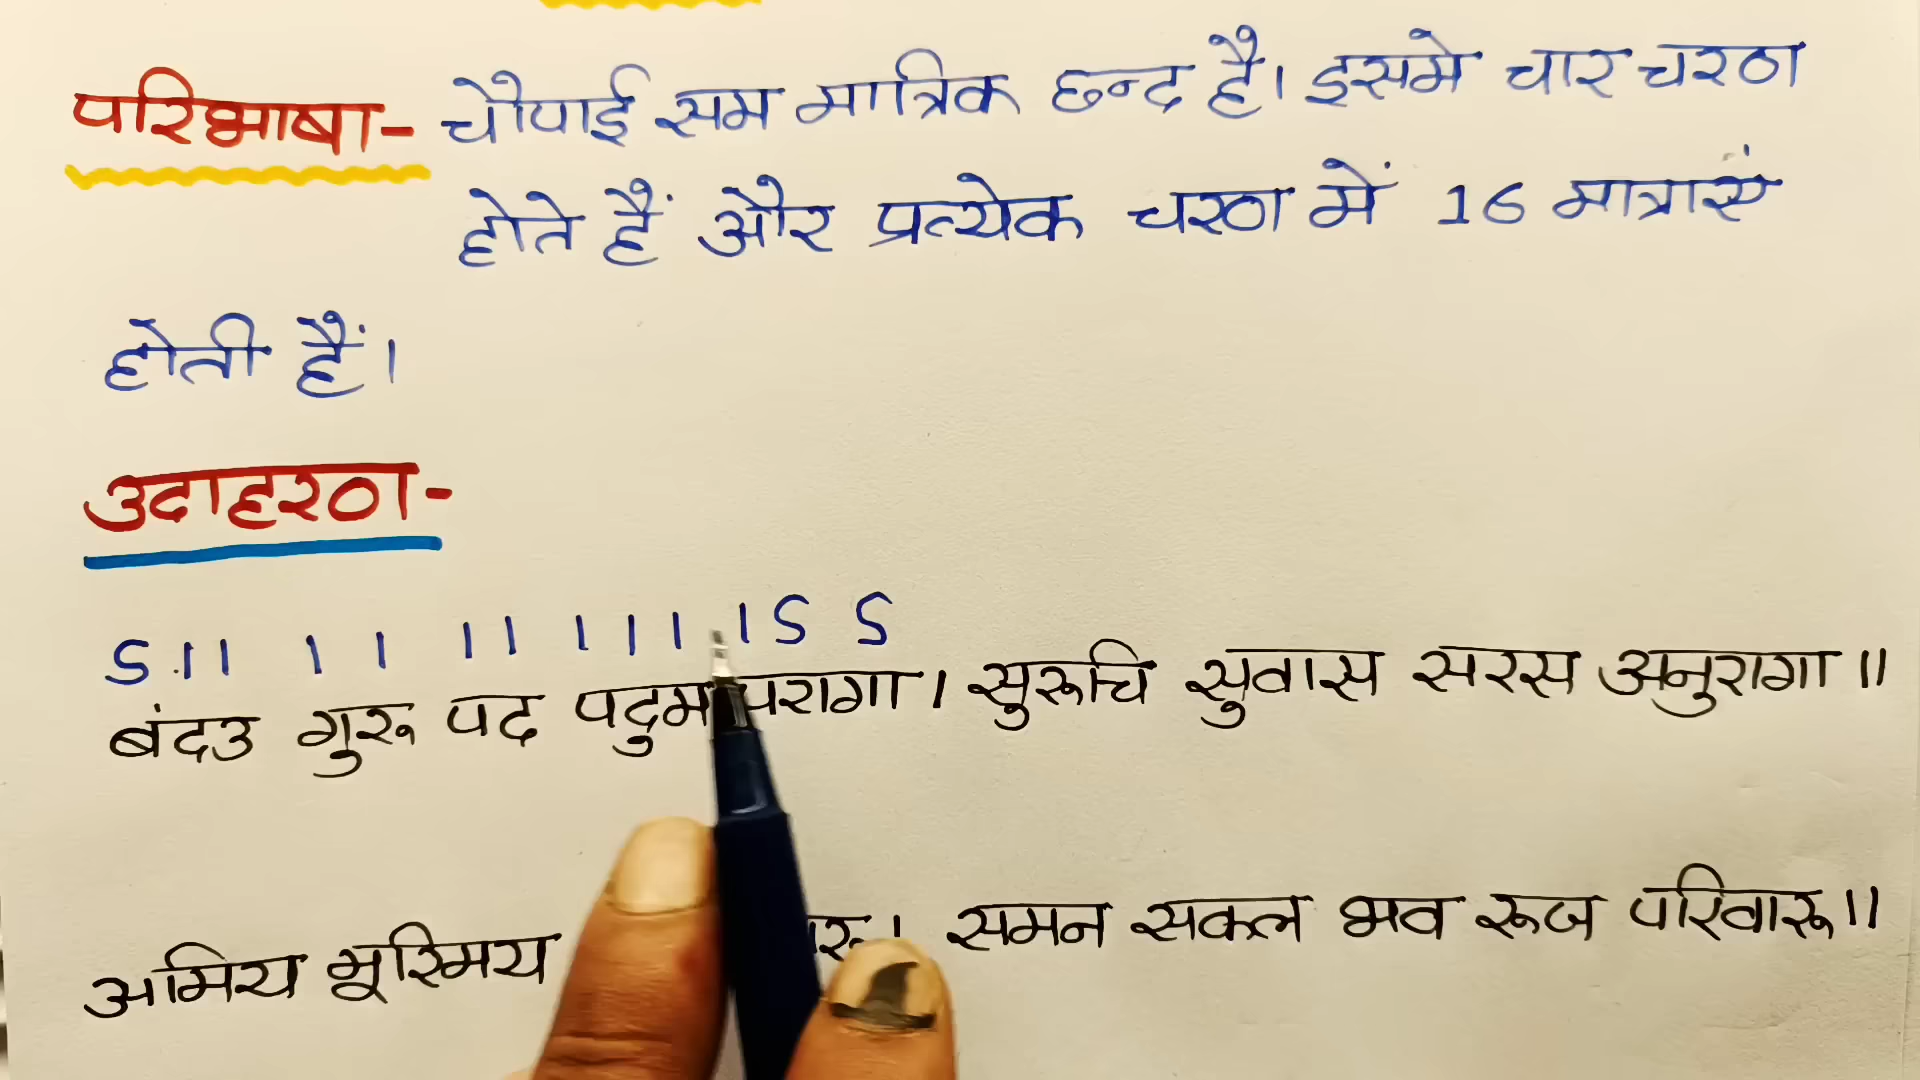 परिभाषा- चौपाई सम मात्रिक छन्द है। इसमे चार चरण
होते हैं और प्रत्येक चरण में 16 मात्राएं
होती हैं।
उदाहरण-
S।। । । ।। ।।। ।S S
बंदउ गुरू पद पदुम परागा। सुरूचि सुवास सरस अनुरागा॥
अमिय भूरिमय समन सकल भव रूज परिवारू॥